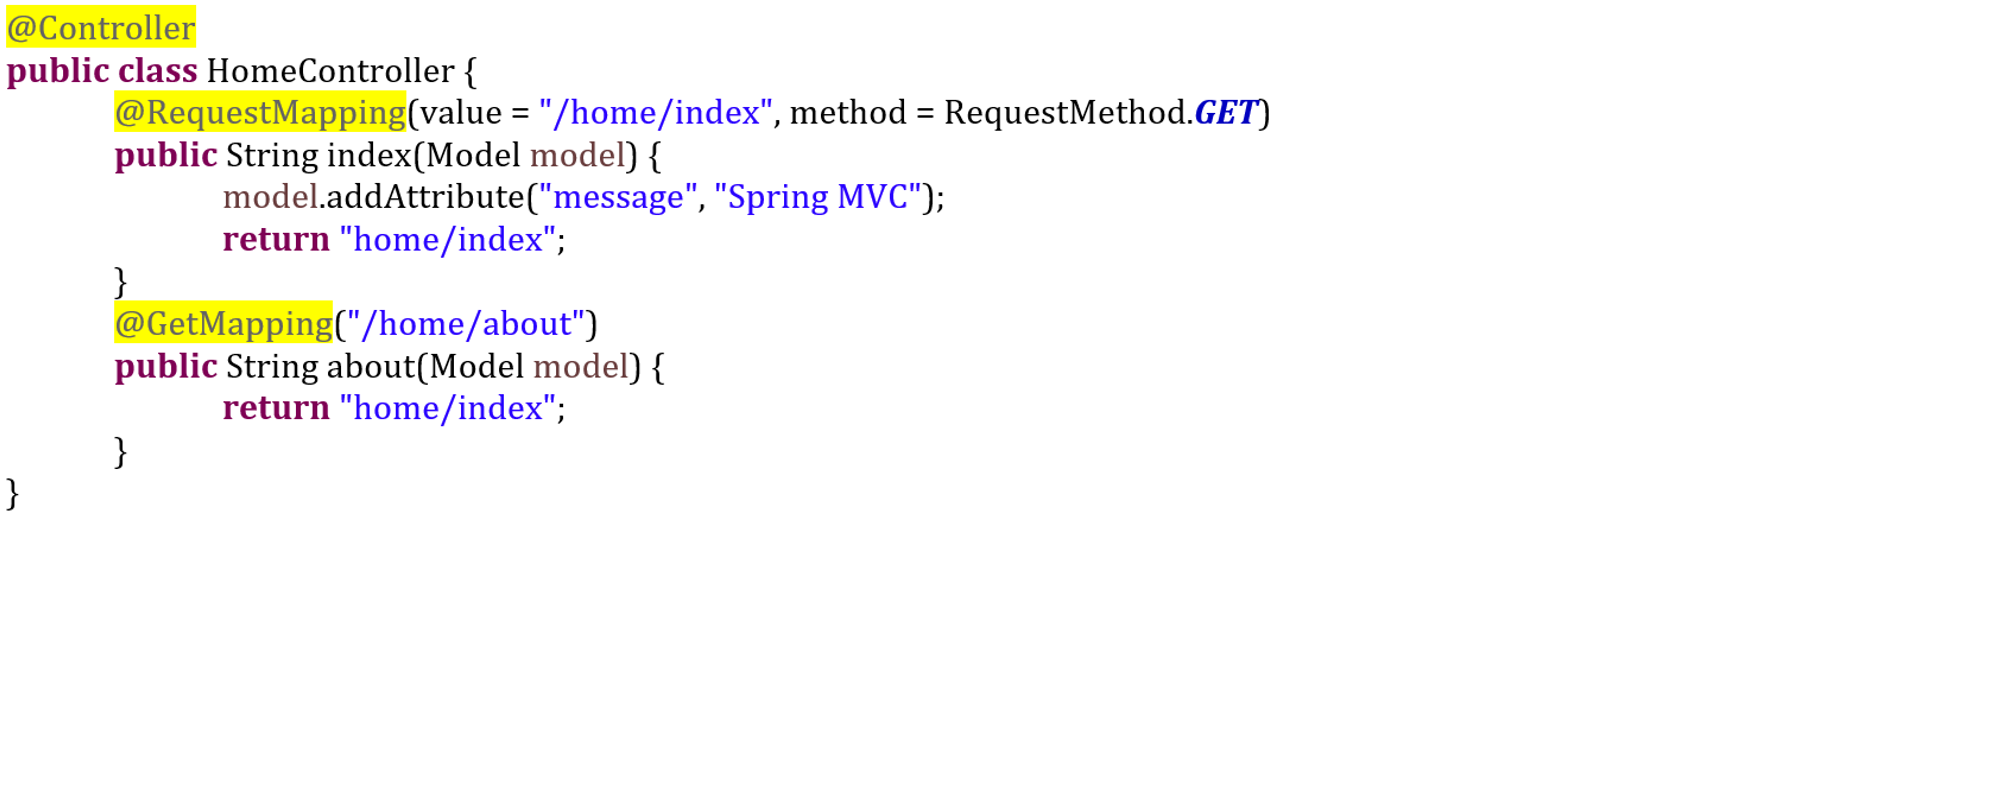 @Controller
public class HomeController {
@RequestMapping(value = "/home/index", method = RequestMethod.GET)
public String index(Model model) {
model.addAttribute("message", "Spring MVC");
return "home/index";
}
@GetMapping("/home/about")
public String about(Model model) {
return "home/index";
}
}